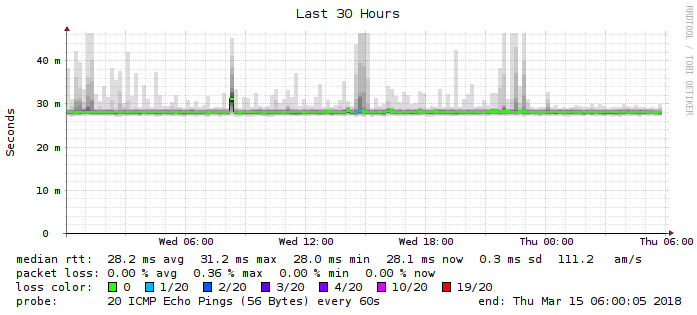 Last 30 Hours
RRDTOOL / TOBI OETIKER
Seconds
40 m
30 m
20 m
10 m
0
Wed 06:00 Wed 12:00 Wed 18:00 Thu 00:00 Thu 06:00
median rtt: 28.2 ms avg 31.2 ms max 28.0 ms min 28.1 ms now 0.3 ms sd 111.2 am/s
packet loss: 0.00 % avg 0.36 % max 0.00 % min 0.00 % now
loss color: 0 1/20 2/20 3/20 4/20 10/20 19/20
probe: 20 ICMP Echo Pings (56 Bytes) every 60s end: Thu Mar 15 06:00:05 2018